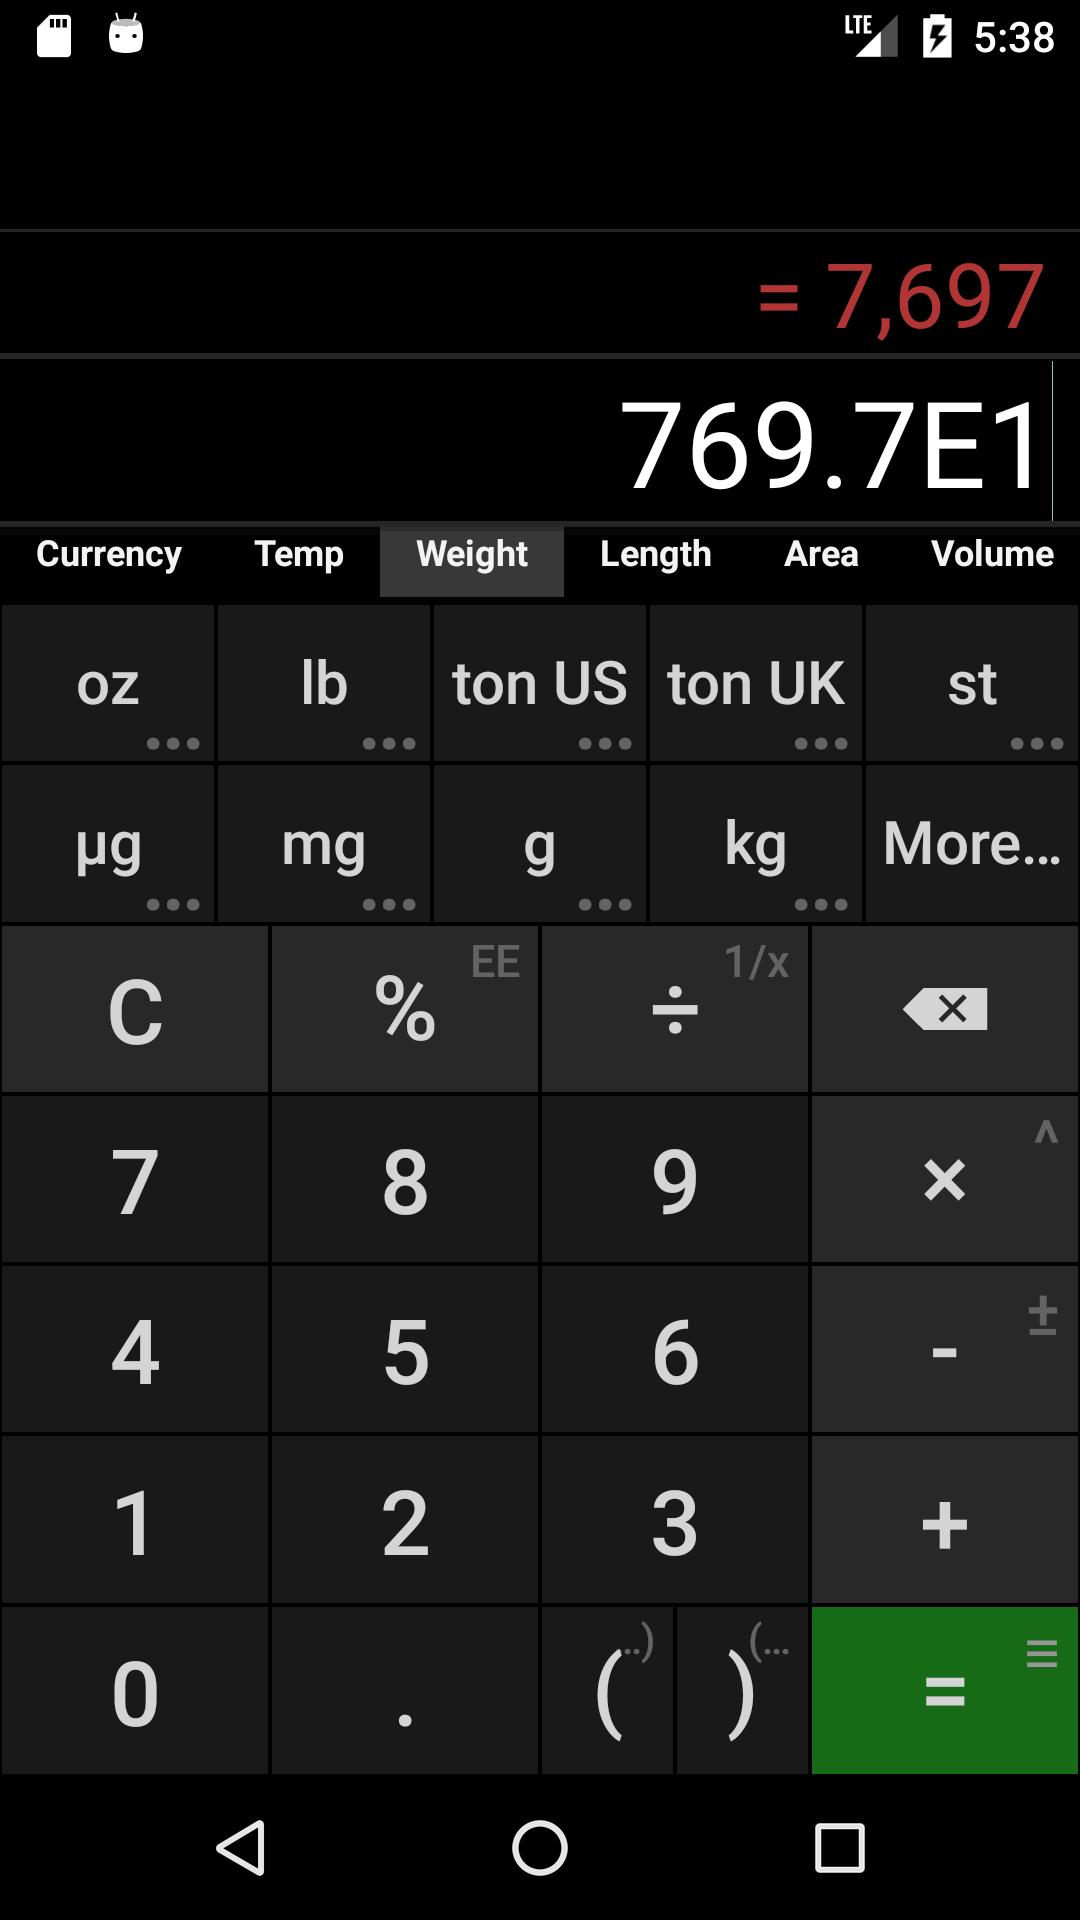 LTE 5:38
= 7,697
769.7E1
Currency Temp Weight Length Area Volume
oz lb ton US ton UK st
µg mg g kg More...
C % EE ÷ 1/x
7 8 9 × ^
4 5 6 - ±
1 2 3 +
0 . ( ..) ) (... = ≡